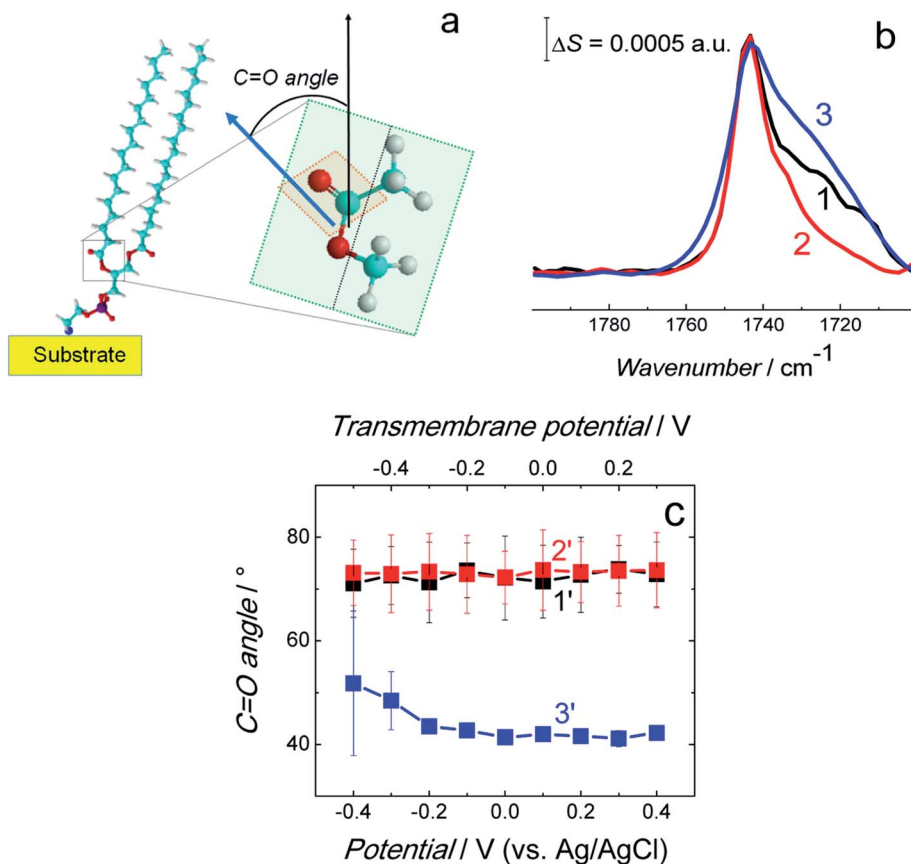 a
C=O angle
Substrate
b
ΔS = 0.0005 a.u.
3
1
2
1780 1760 1740 1720
Wavenumber / cm⁻¹
Transmembrane potential / V
-0.4 -0.2 0.0 0.2
c
80
60
40
C=O angle / °
2'
1'
3'
-0.4 -0.2 0.0 0.2 0.4
Potential / V (vs. Ag/AgCl)